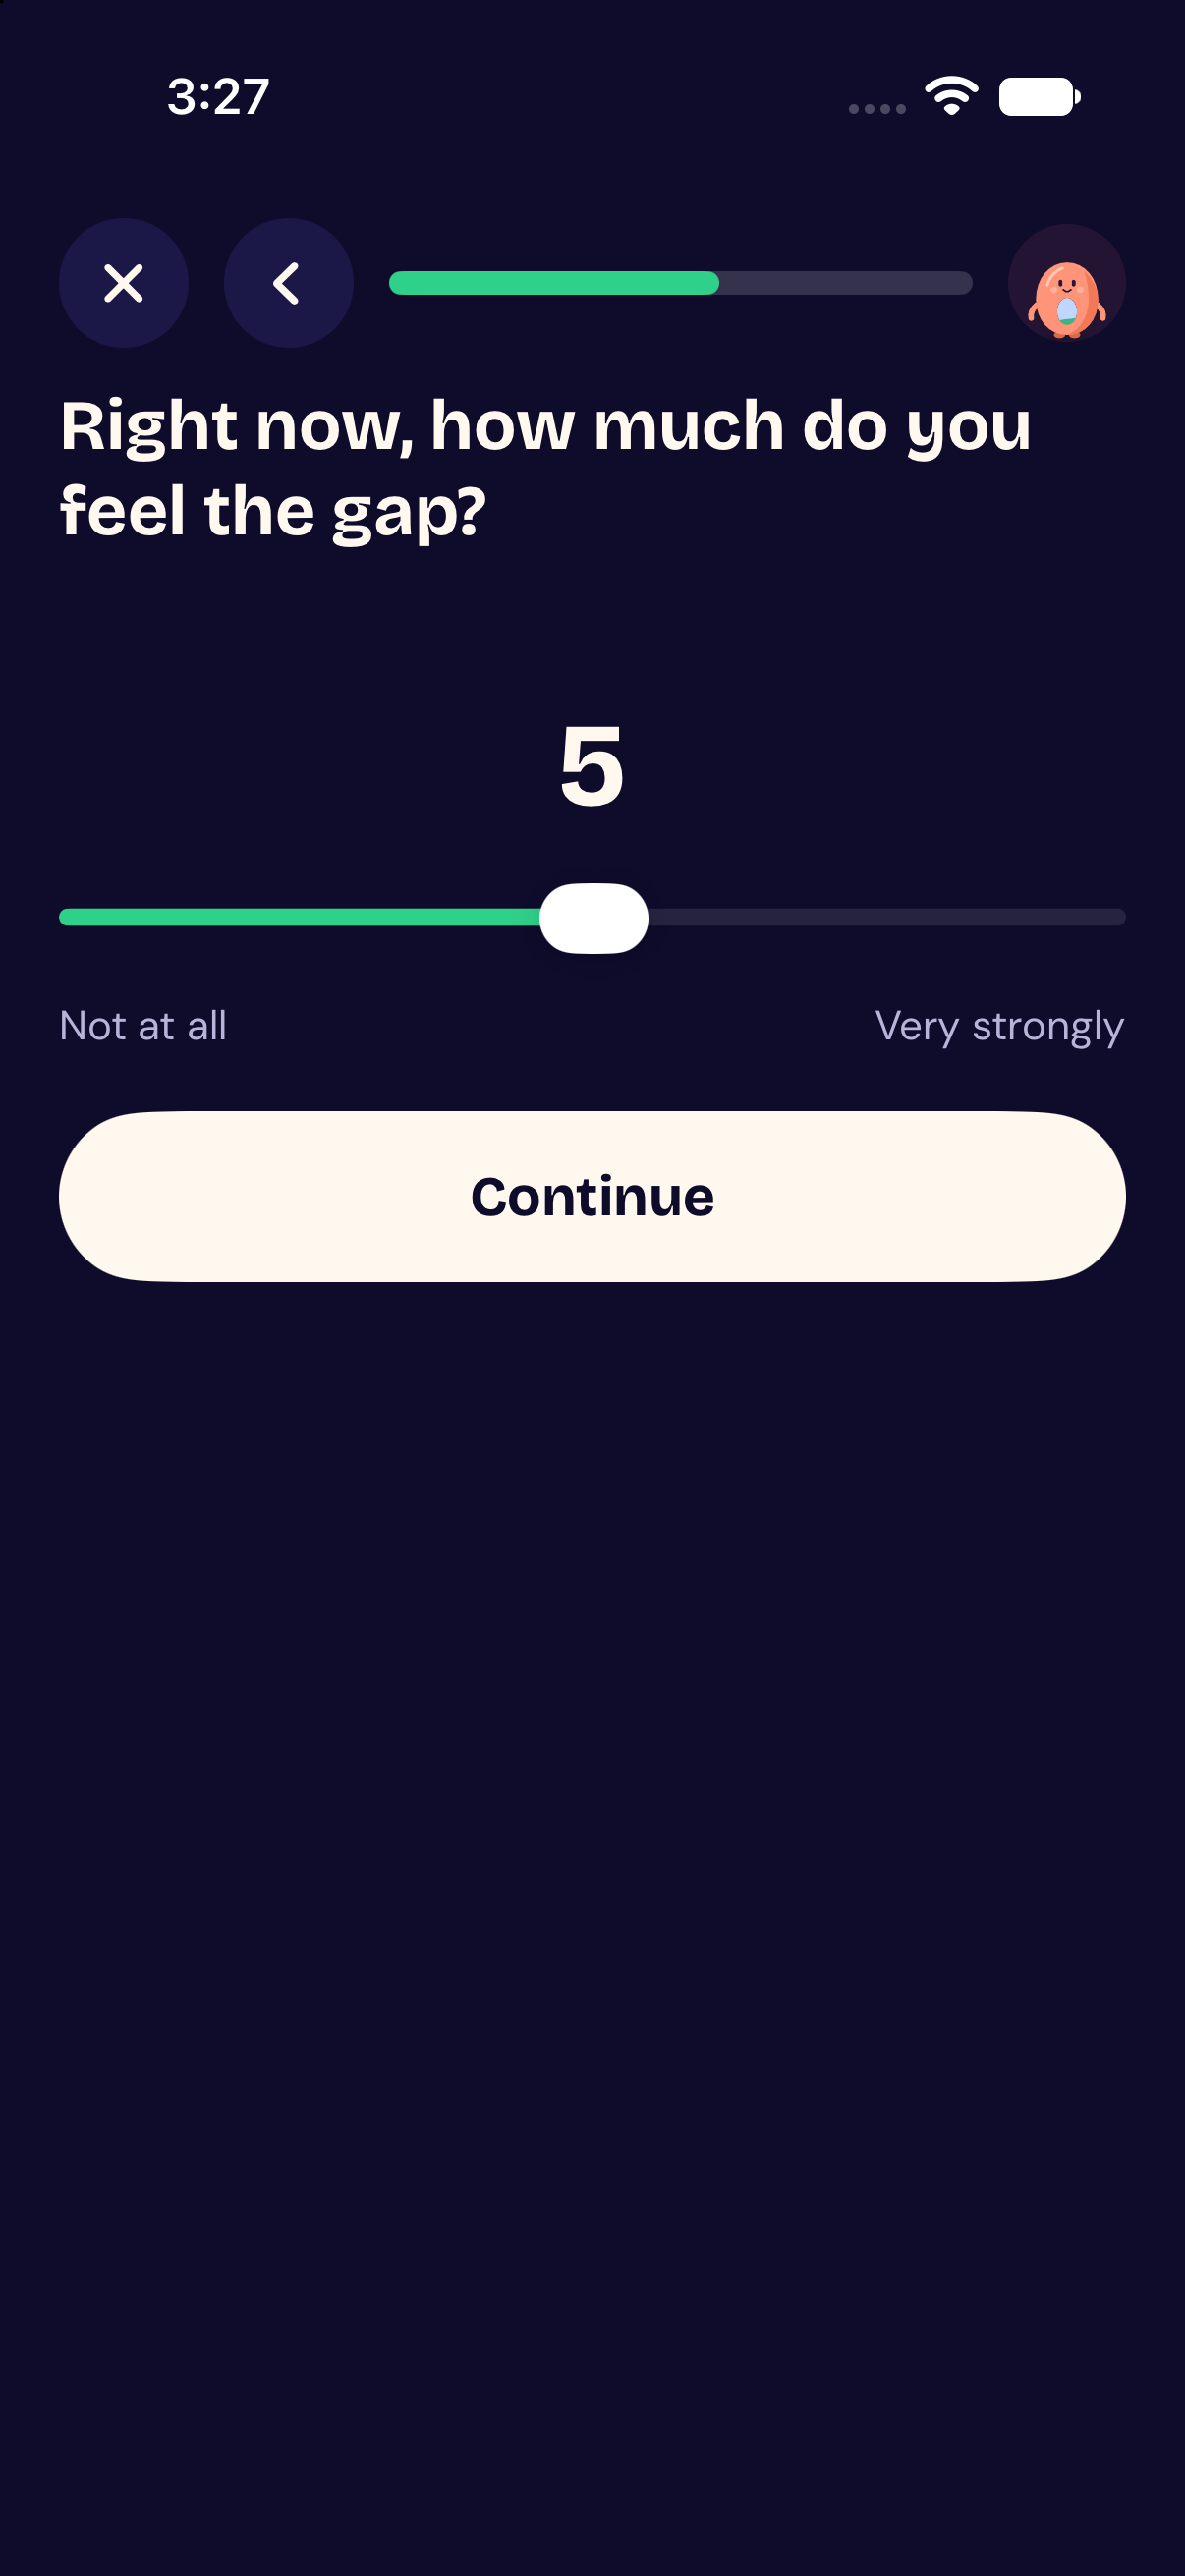 3:27
Right now, how much do you
feel the gap?
5
Not at all
Very strongly
Continue